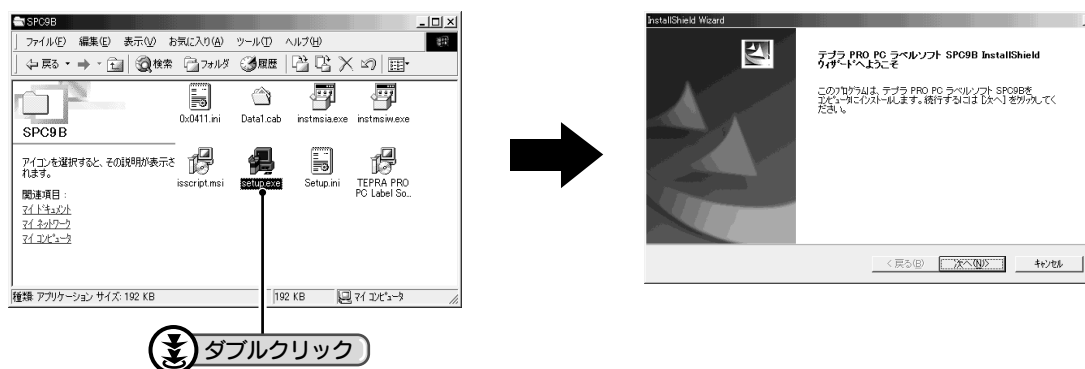 SPC9B
ファイル(F) 編集(E) 表示(V) お気に入り(A) ツール(T) ヘルプ(H)
戻る 検索 フォルダ 履歴
SPC9B
アイコンを選択すると、その説明が表示さ
れます。
関連項目:
マイ ドキュメント
マイ ネットワーク
マイ コンピュータ
0x0411.ini Data1.cab instmsia.exe instmsiw.exe
isscript.msi setup.exe Setup.ini TEPRA PRO
PC Label So...
種類: アプリケーション サイズ: 192 KB 192 KB マイ コンピュータ
ダブルクリック
InstallShield Wizard
テプラ PRO PC ラベルソフト SPC9B InstallShield
ウィザードへようこそ
このプログラムは、テプラ PRO PC ラベルソフト SPC9Bを
コンピュータにインストールします。続行するには [次へ] をクリックしてく
ださい。
< 戻る(B) 次へ(N)> キャンセル